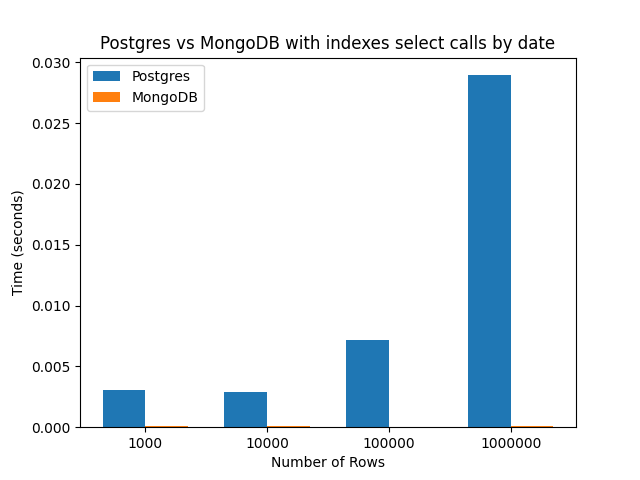 Postgres vs MongoDB with indexes select calls by date
Postgres
MongoDB
Time (seconds)
0.030
0.025
0.020
0.015
0.010
0.005
0.000
1000 10000 100000 1000000
Number of Rows